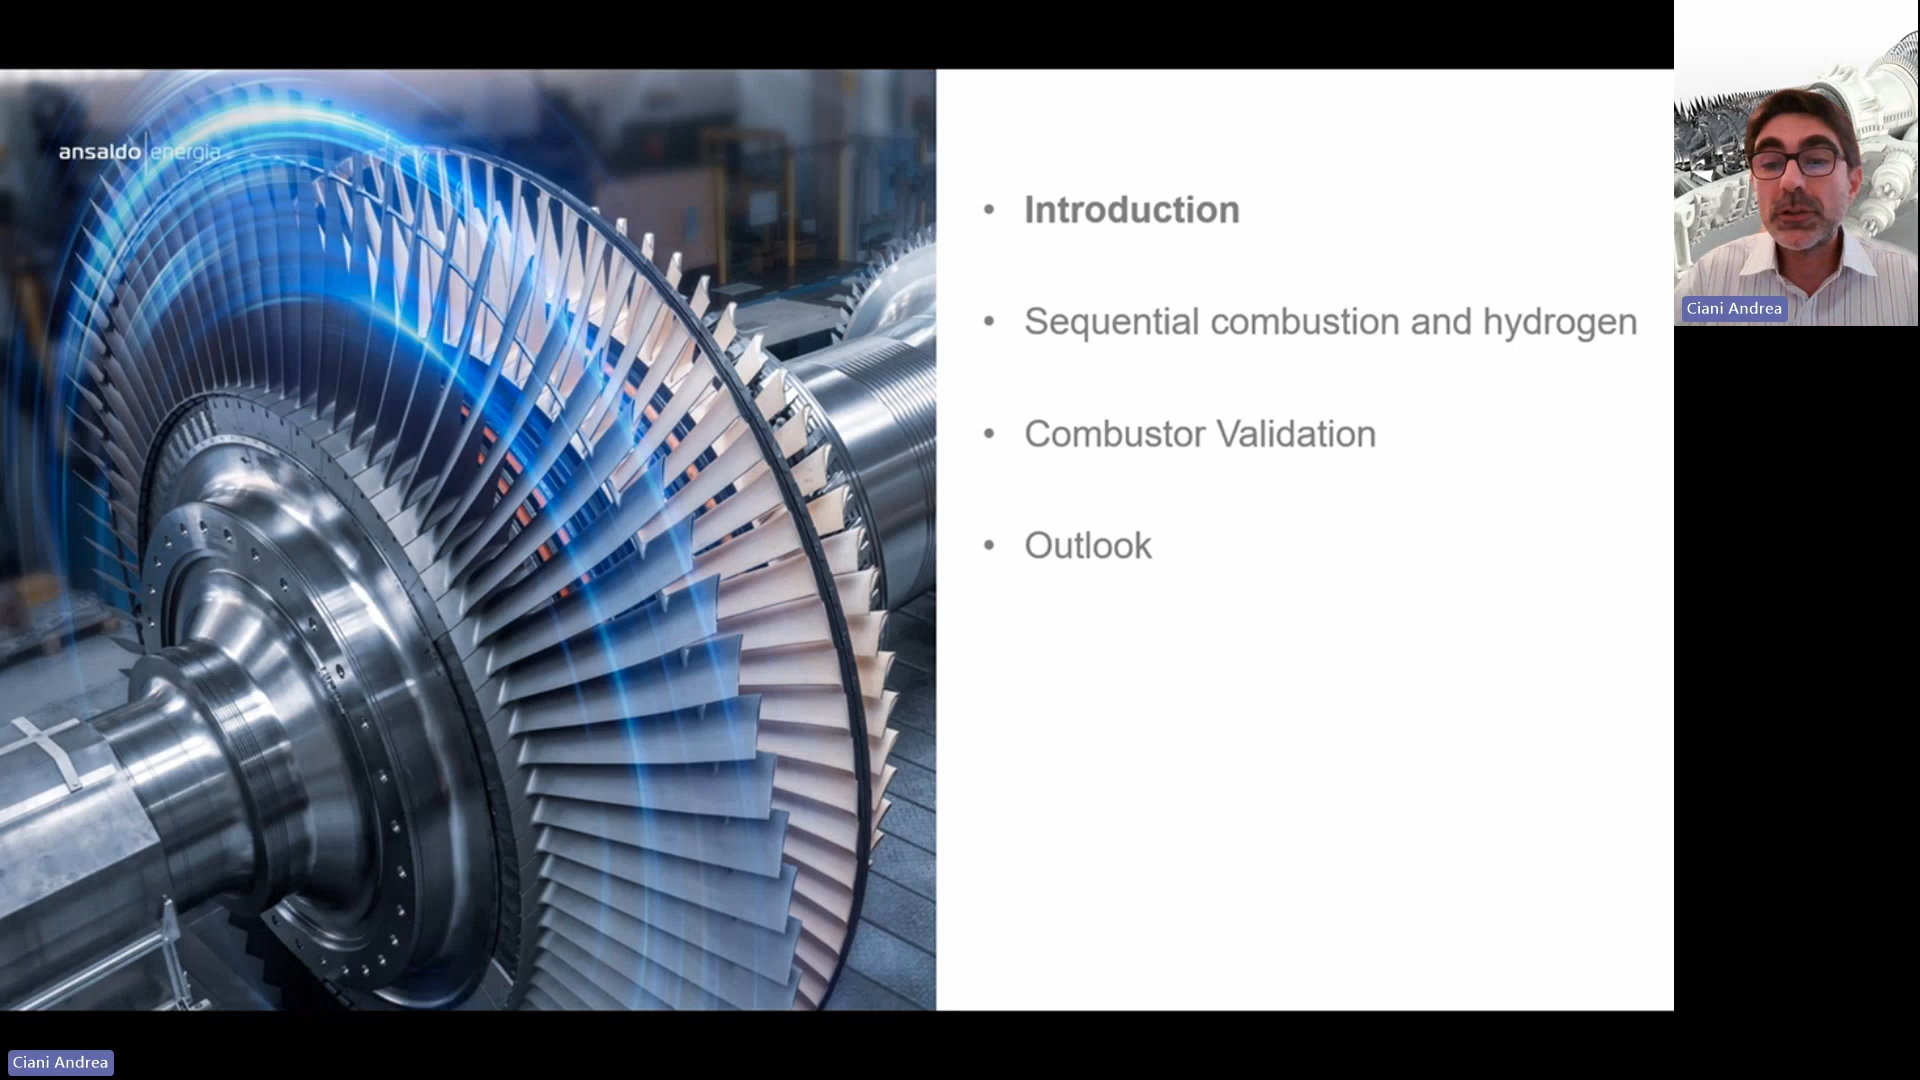 ansaldo energia
• Introduction
• Sequential combustion and hydrogen
• Combustor Validation
• Outlook
Ciani Andrea
Ciani Andrea